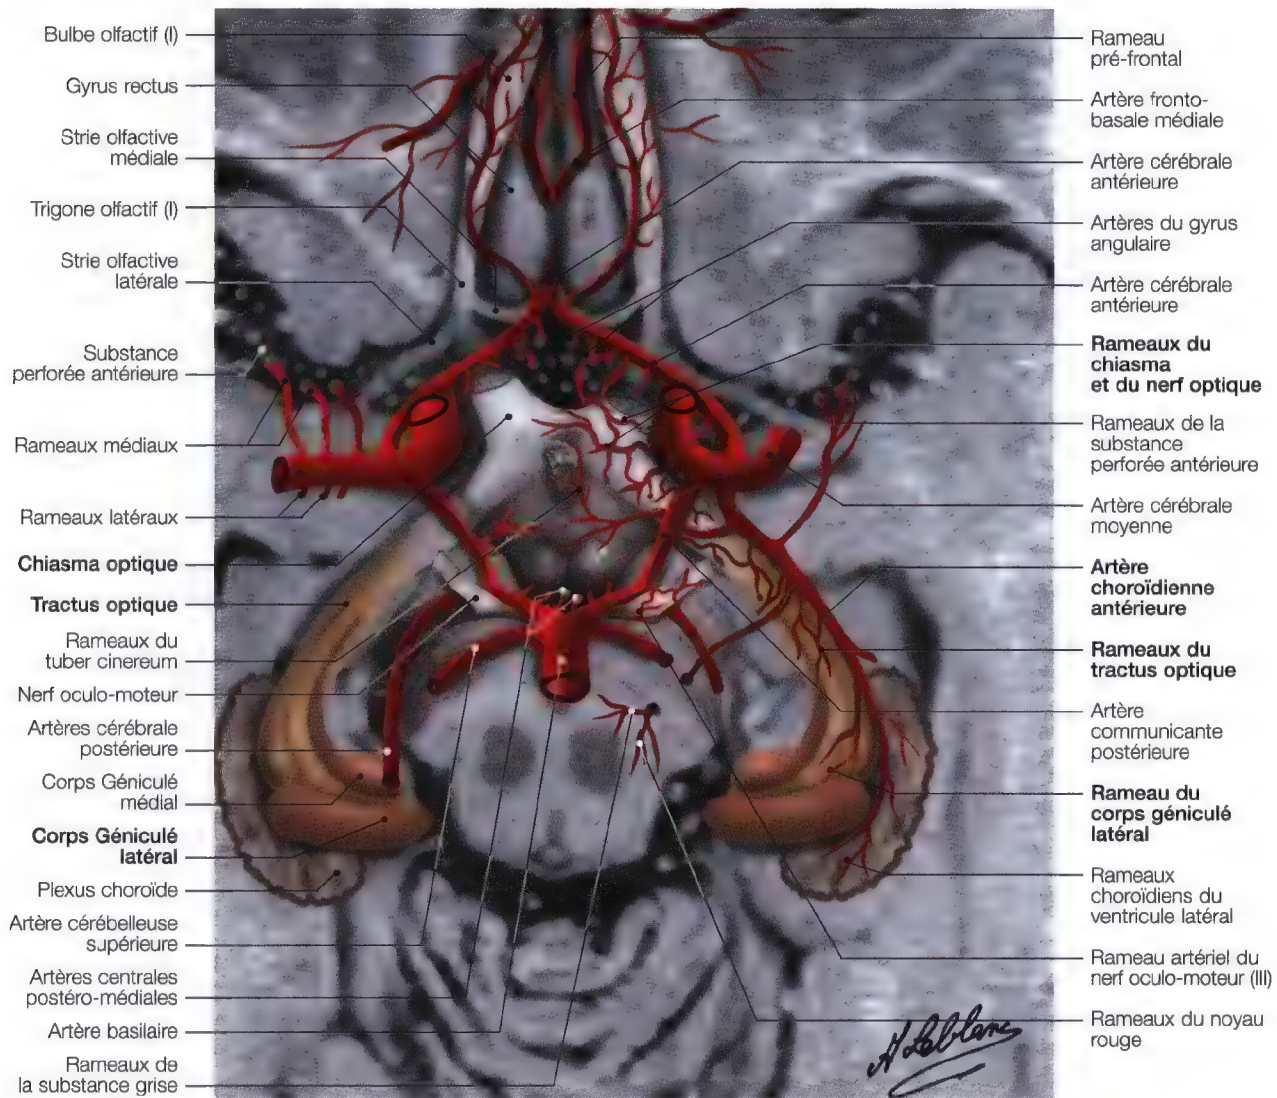 Bulbe olfactif (I)
Gyrus rectus
Strie olfactive
médiale
Trigone olfactif (I)
Strie olfactive
latérale
Substance
perforée antérieure
Rameaux médiaux
Rameaux latéraux
Chiasma optique
Tractus optique
Rameaux du
tuber cinereum
Nerf oculo-moteur
Artères cérébrale
postérieure
Corps Géniculé
médial
Corps Géniculé
latéral
Plexus choroïde
Artère cérébelleuse
supérieure
Artères centrales
postéro-médiales
Artère basilaire
Rameaux de
la substance grise
Rameau
pré-frontal
Artère fronto-
basale médiale
Artère cérébrale
antérieure
Artères du gyrus
angulaire
Artère cérébrale
antérieure
Rameaux du
chiasma
et du nerf optique
Rameaux de la
substance
perforée antérieure
Artère cérébrale
moyenne
Artère
choroïdienne
antérieure
Rameaux du
tractus optique
Artère
communicante
postérieure
Rameau du
corps géniculé
latéral
Rameaux
choroïdiens du
ventricule latéral
Rameau artériel du
nerf oculo-moteur (III)
Rameaux du noyau
rouge
A Leblanc